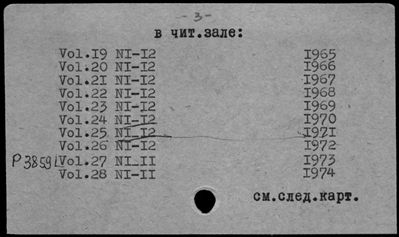 - 3 -
в чит.зале:
Vol.I9 NI-I2 I965
Vol.20 NI-I2 I966
Vol.2I NI-I2 I967
Vol.22 NI-I2 I968
Vol.23 NI-I2 I969
Vol.24 NI-I2 I970
Vol.25 NI-I2 I97I
Vol.26 NI-I2 I972
Vol.27 NI-II I973
Vol.28 NI-II I974
см.след.карт.